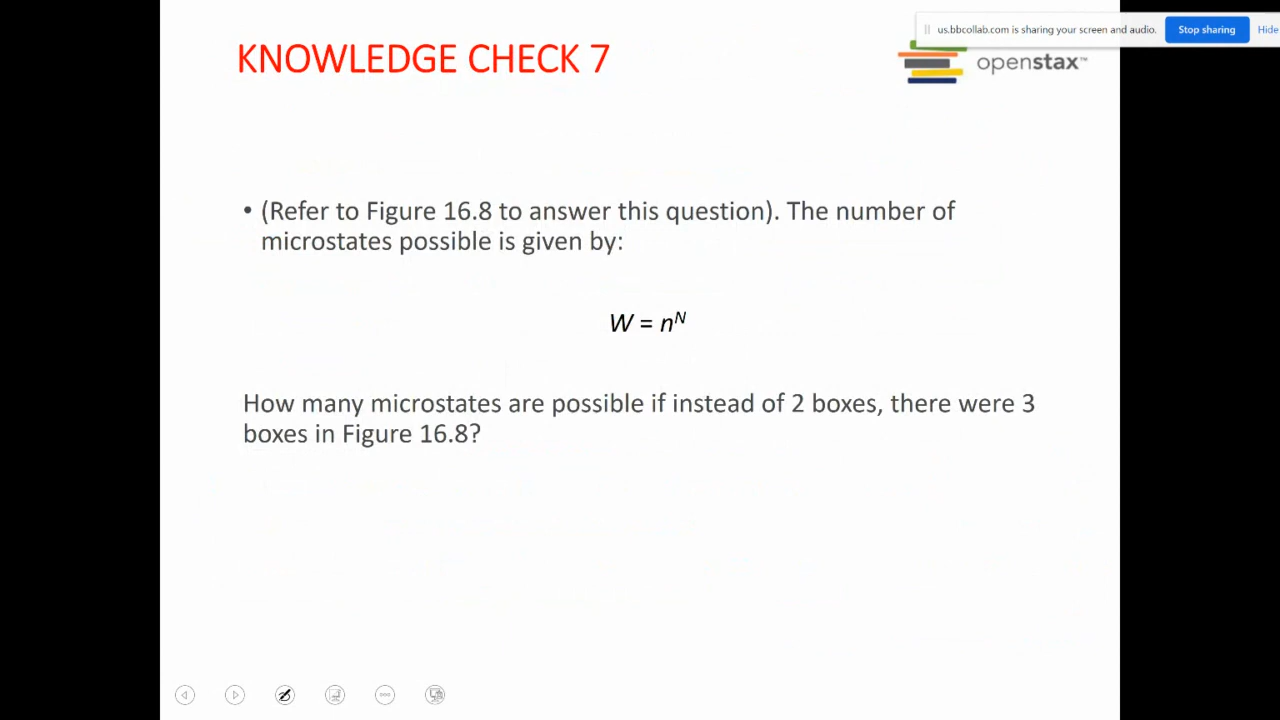 us.bbcollab.com is sharing your screen and audio. Stop sharing Hide
KNOWLEDGE CHECK 7
openstax™
• (Refer to Figure 16.8 to answer this question). The number of
microstates possible is given by:
W = nᴺ
How many microstates are possible if instead of 2 boxes, there were 3
boxes in Figure 16.8?